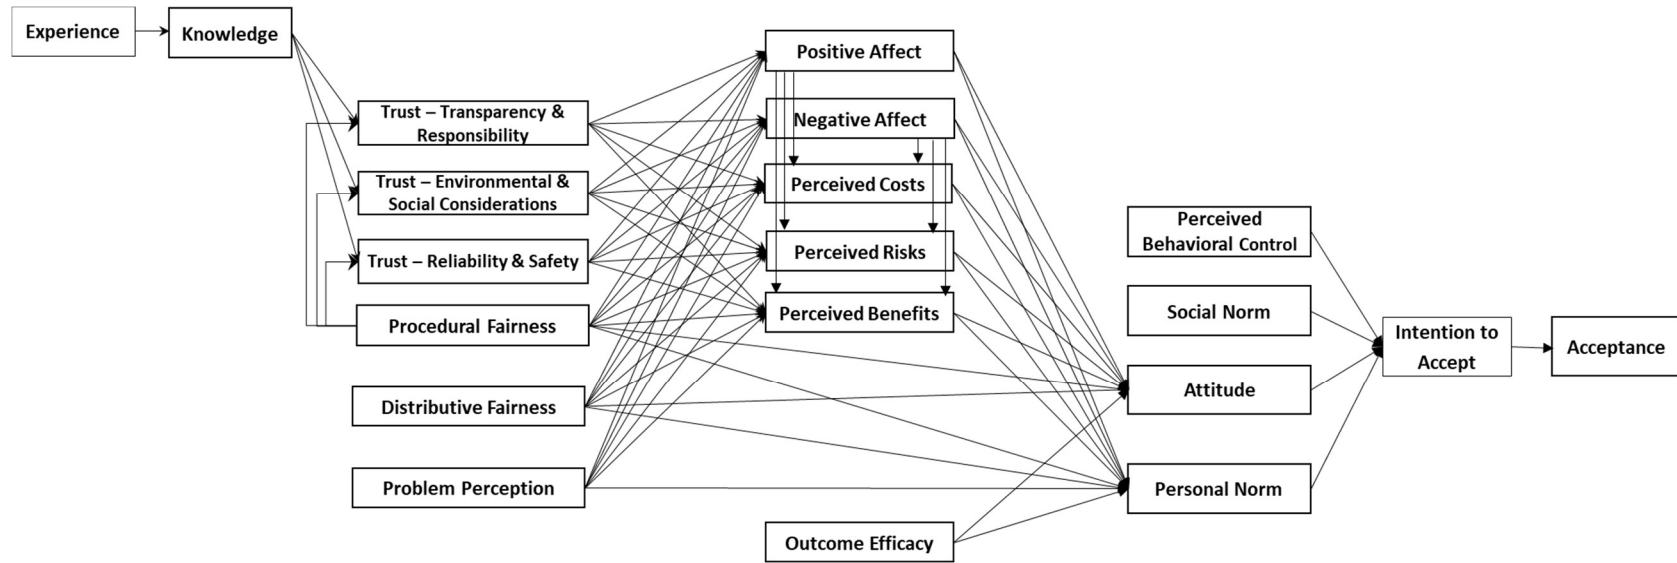 Experience
Knowledge
Trust – Transparency &
Responsibility
Trust – Environmental &
Social Considerations
Trust – Reliability & Safety
Procedural Fairness
Distributive Fairness
Problem Perception
Positive Affect
Negative Affect
Perceived Costs
Perceived Risks
Perceived Benefits
Outcome Efficacy
Perceived
Behavioral Control
Social Norm
Attitude
Personal Norm
Intention to
Accept
Acceptance